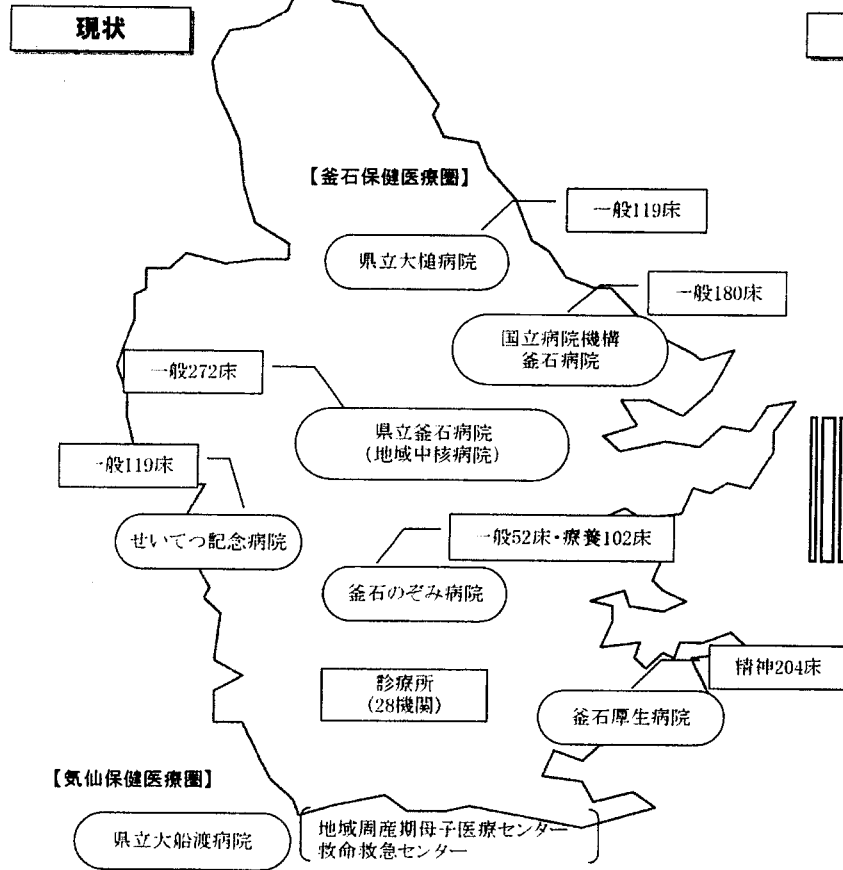 現状
【釜石保健医療圏】
一般119床
県立大槌病院
一般180床
国立病院機構
釜石病院
一般272床
県立釜石病院
(地域中核病院)
一般119床
せいてつ記念病院
一般52床・療養102床
釜石のぞみ病院
精神204床
診療所
(28機関)
釜石厚生病院
【気仙保健医療圏】
県立大船渡病院
地域周産期母子医療センター
救命救急センター